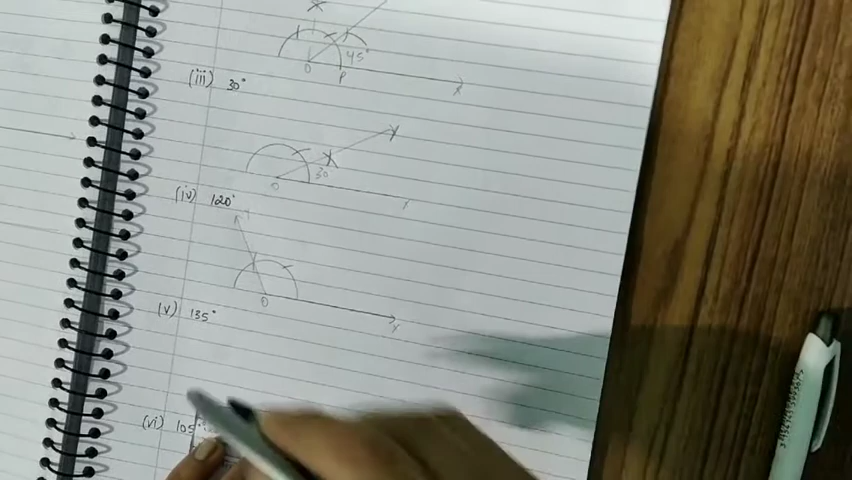 45°
O
P
X
(iii) 30°
30
O
X
(iv) 120°
O
X
(v) 135°
(vi) 105°